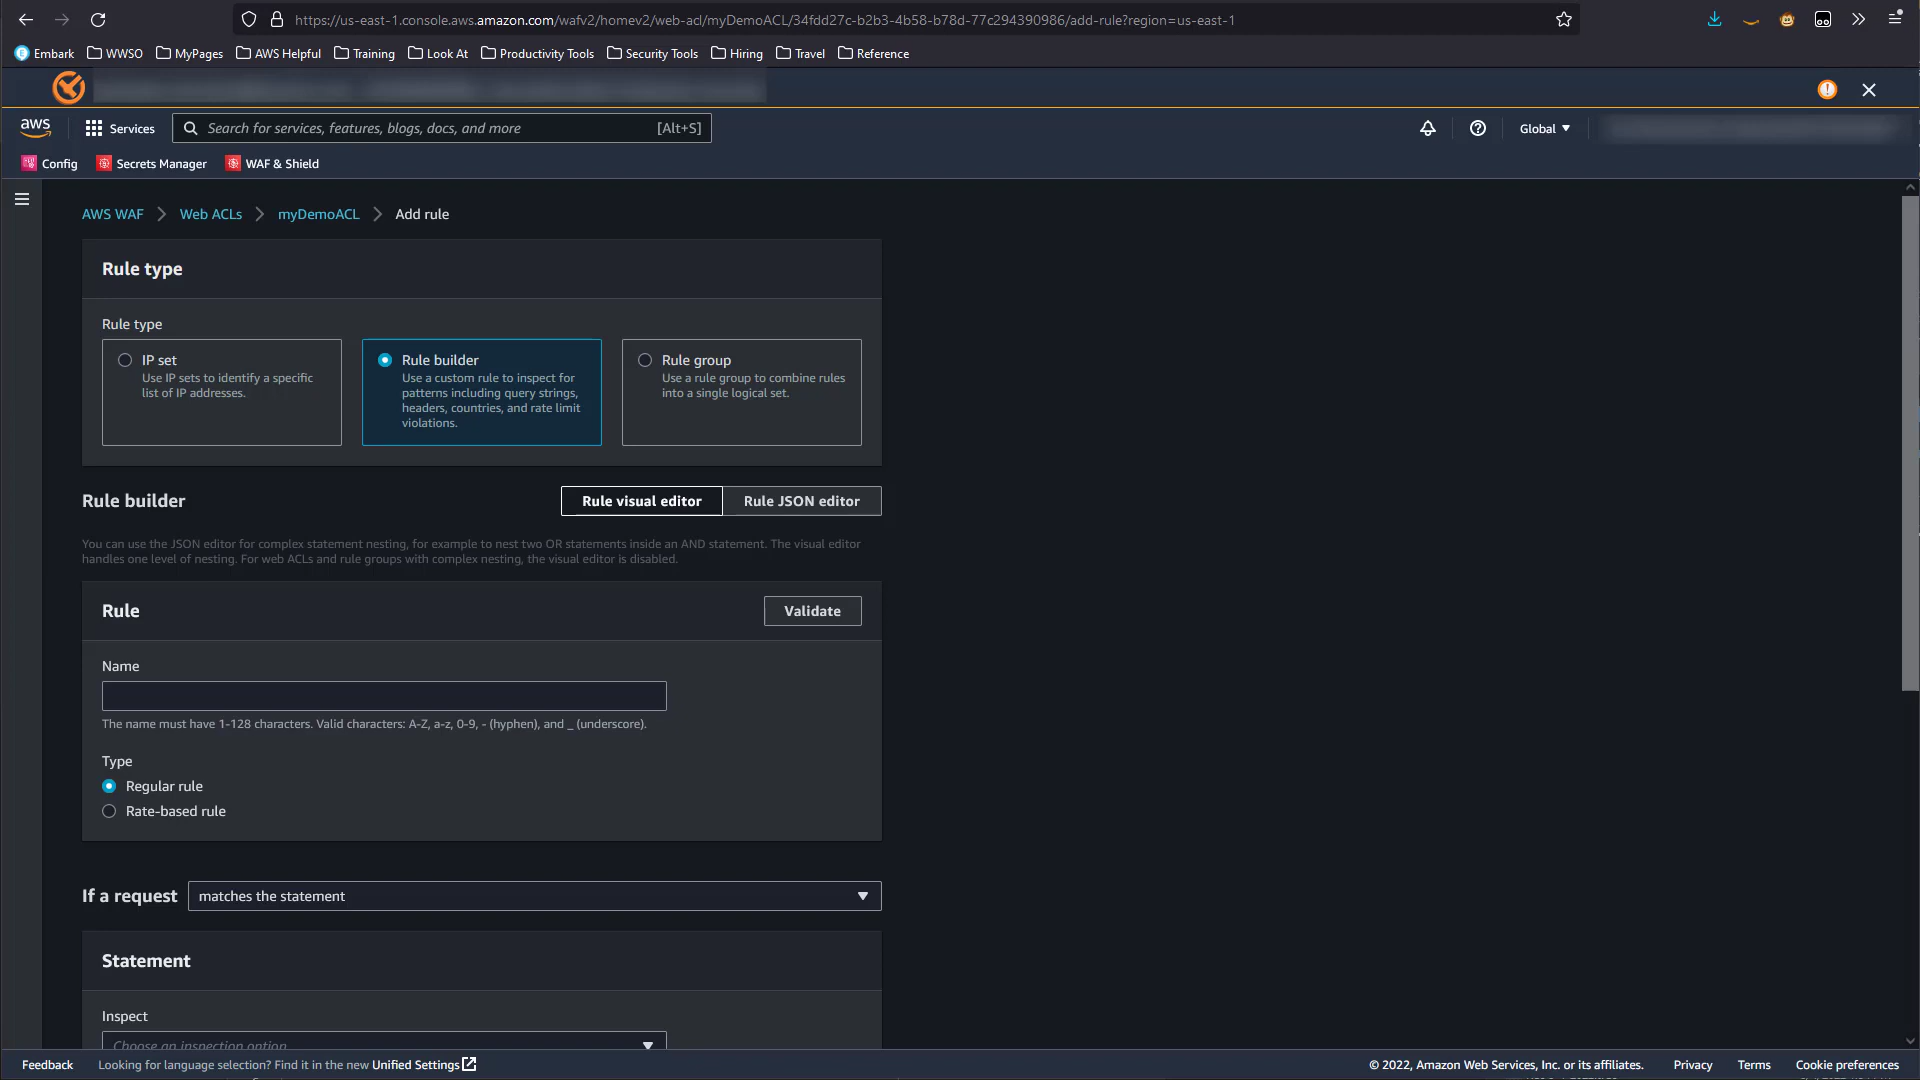 https://us-east-1.console.aws.amazon.com/wafv2/homev2/web-acl/myDemoACL/34fdd27c-b2b3-4b58-b78d-77c294390986/add-rule?region=us-east-1
Embark WWSO MyPages AWS Helpful Training Look At Productivity Tools Security Tools Hiring Travel Reference
aws Services Search for services, features, blogs, docs, and more [Alt+S] Global
Config Secrets Manager WAF & Shield
AWS WAF Web ACLs myDemoACL Add rule
Rule type
Rule type
IP set
Use IP sets to identify a specific
list of IP addresses.
Rule builder
Use a custom rule to inspect for
patterns including query strings,
headers, countries, and rate limit
violations.
Rule group
Use a rule group to combine rules
into a single logical set.
Rule builder Rule visual editor Rule JSON editor
You can use the JSON editor for complex statement nesting, for example to nest two OR statements inside an AND statement. The visual editor
handles one level of nesting. For web ACLs and rule groups with complex nesting, the visual editor is disabled.
Rule Validate
Name
The name must have 1-128 characters. Valid characters: A-Z, a-z, 0-9, - (hyphen), and _ (underscore).
Type
Regular rule
Rate-based rule
If a request matches the statement
Statement
Inspect
Choose an inspection option
Feedback Looking for language selection? Find it in the new Unified Settings © 2022, Amazon Web Services, Inc. or its affiliates. Privacy Terms Cookie preferences